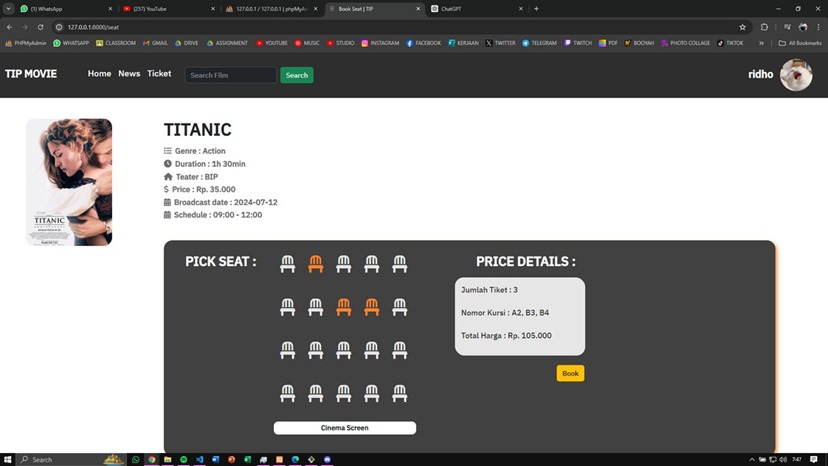 (1) WhatsApp
(257) YouTube
127.0.0.1 / 127.0.0.1 | phpMyAd
Book Seat | TIP
ChatGPT
127.0.0.1:8000/seat
PHPMyAdmin WHATSAPP CLASSROOM GMAIL DRIVE ASSIGNMENT YOUTUBE MUSIC STUDIO INSTAGRAM FACEBOOK KERJAAN TWITTER TELEGRAM TWITCH PDF BOOYAH PHOTO COLLAGE TIKTOK All Bookmarks
TIP MOVIE Home News Ticket Search Film Search ridho
TITANIC
Genre : Action
Duration : 1h 30min
Teater : BIP
Price : Rp. 35.000
Broadcast date : 2024-07-12
Schedule : 09:00 - 12:00
TITANIC
PICK SEAT :
PRICE DETAILS :
Jumlah Tiket : 3
Nomor Kursi : A2, B3, B4
Total Harga : Rp. 105.000
Book
Cinema Screen
Search
7:47